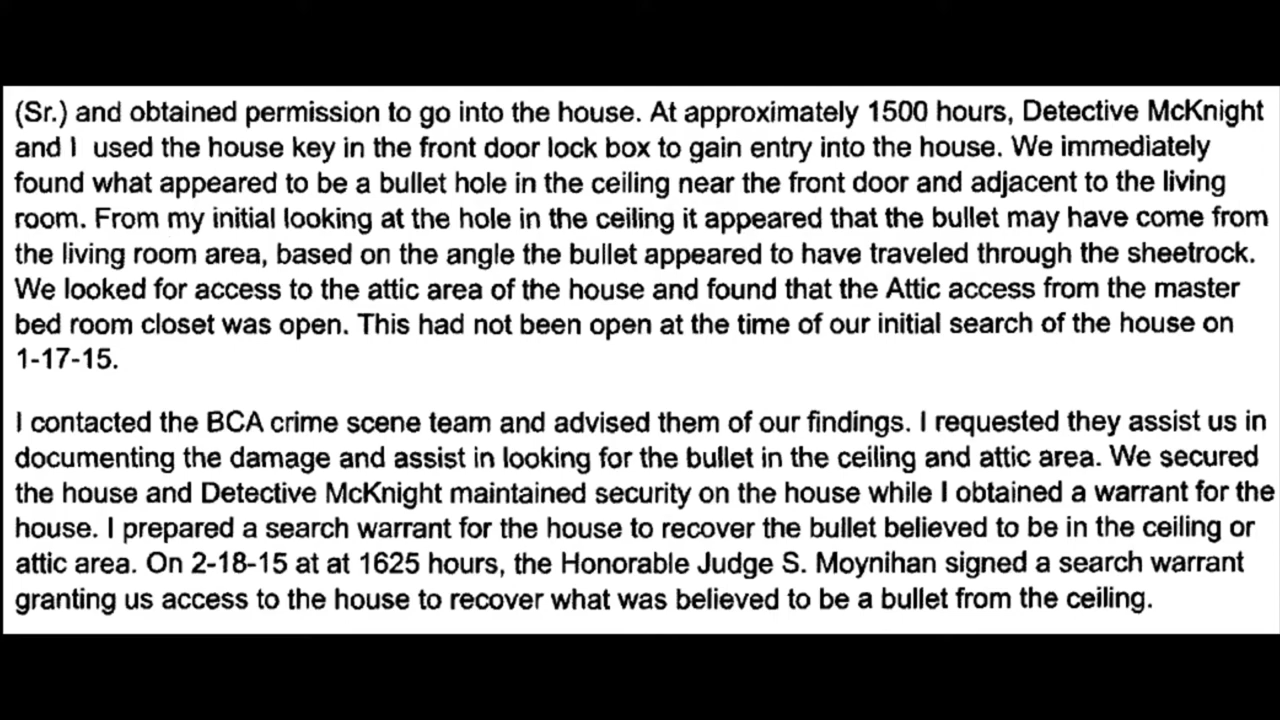 (Sr.) and obtained permission to go into the house. At approximately 1500 hours, Detective McKnight
and I used the house key in the front door lock box to gain entry into the house. We immediately
found what appeared to be a bullet hole in the ceiling near the front door and adjacent to the living
room. From my initial looking at the hole in the ceiling it appeared that the bullet may have come from
the living room area, based on the angle the bullet appeared to have traveled through the sheetrock.
We looked for access to the attic area of the house and found that the Attic access from the master
bed room closet was open. This had not been open at the time of our initial search of the house on
1-17-15.
I contacted the BCA crime scene team and advised them of our findings. I requested they assist us in
documenting the damage and assist in looking for the bullet in the ceiling and attic area. We secured
the house and Detective McKnight maintained security on the house while I obtained a warrant for the
house. I prepared a search warrant for the house to recover the bullet believed to be in the ceiling or
attic area. On 2-18-15 at at 1625 hours, the Honorable Judge S. Moynihan signed a search warrant
granting us access to the house to recover what was believed to be a bullet from the ceiling.